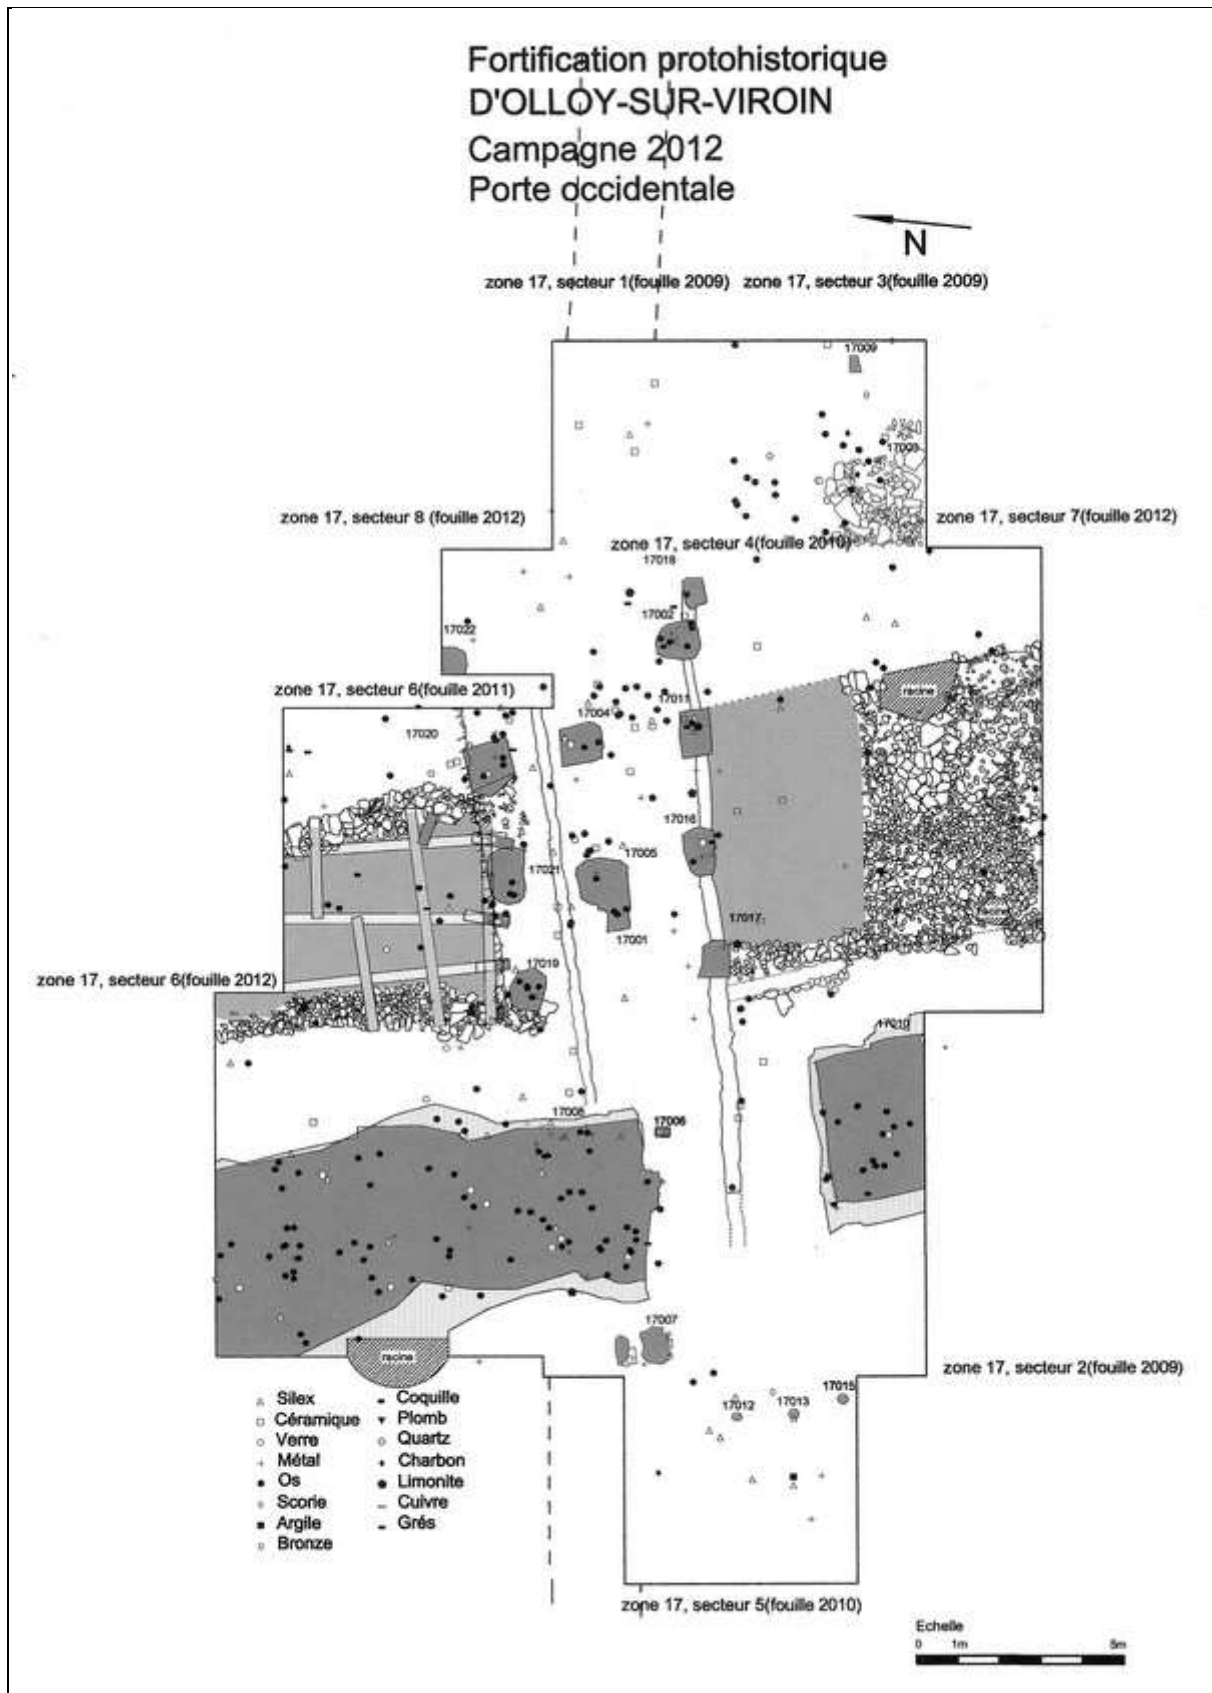 Fortification protohistorique
D'OLLOY-SUR-VIROIN
Campagne 2012
Porte occidentale
N
zone 17, secteur 1(fouille 2009) zone 17, secteur 3(fouille 2009)
17009
17003
zone 17, secteur 8 (fouille 2012)
zone 17, secteur 7(fouille 2012)
zone 17, secteur 4(fouille 2010)
17018
17002
17022
zone 17, secteur 6(fouille 2011)
17011
racine
17004
17020
17016
17005
17021
17017
17001
17019
zone 17, secteur 6(fouille 2012)
17010
17008
17006
17007
racine
zone 17, secteur 2(fouille 2009)
17012
17013
17015
Silex
Céramique
Verre
Métal
Os
Scorie
Argile
Bronze
Coquille
Plomb
Quartz
Charbon
Limonite
Cuivre
Grés
zone 17, secteur 5(fouille 2010)
Echelle
0 1m 5m